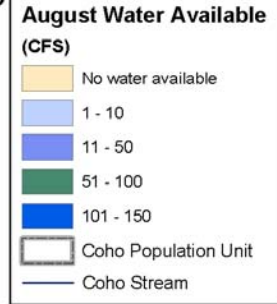 August Water Available
(CFS)
No water available
1 - 10
11 - 50
51 - 100
101 - 150
Coho Population Unit
Coho Stream